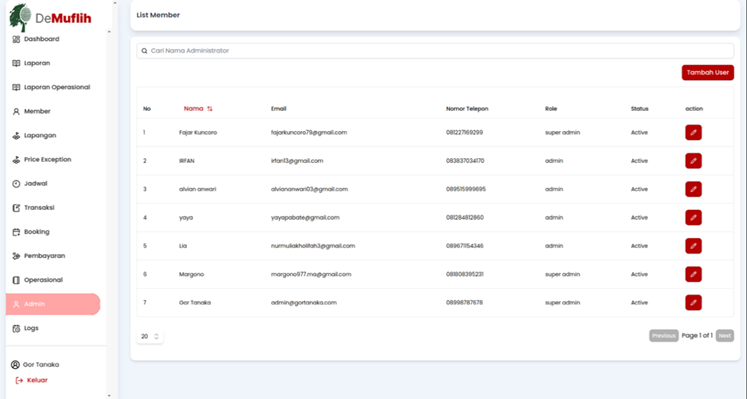 DeMuflih
Dashboard
Laporan
Laporan Operasional
Member
Lapangan
Price Exception
Jadwal
Transaksi
Booking
Pembayaran
Operasional
Admin
Logs
Gor Tanaka
Keluar
List Member
Cari Nama Administrator
Tambah User
No Nama Email Nomor Telepon Role Status action
1 Fajar Kuncoro fajarkuncoro79@gmail.com 081227169299 super admin Active
2 IRFAN irfan13@gmail.com 083837034170 admin Active
3 alvian anwari alviananwari03@gmail.com 089515999695 admin Active
4 yaya yayapabate@gmail.com 081284812860 admin Active
5 Lia nurmuliakholifah3@gmail.com 089671154346 admin Active
6 Margono margono977.ma@gmail.com 081808395231 super admin Active
7 Gor Tanaka admin@gortanaka.com 08998787678 super admin Active
20
Previous Page 1 of 1 Next